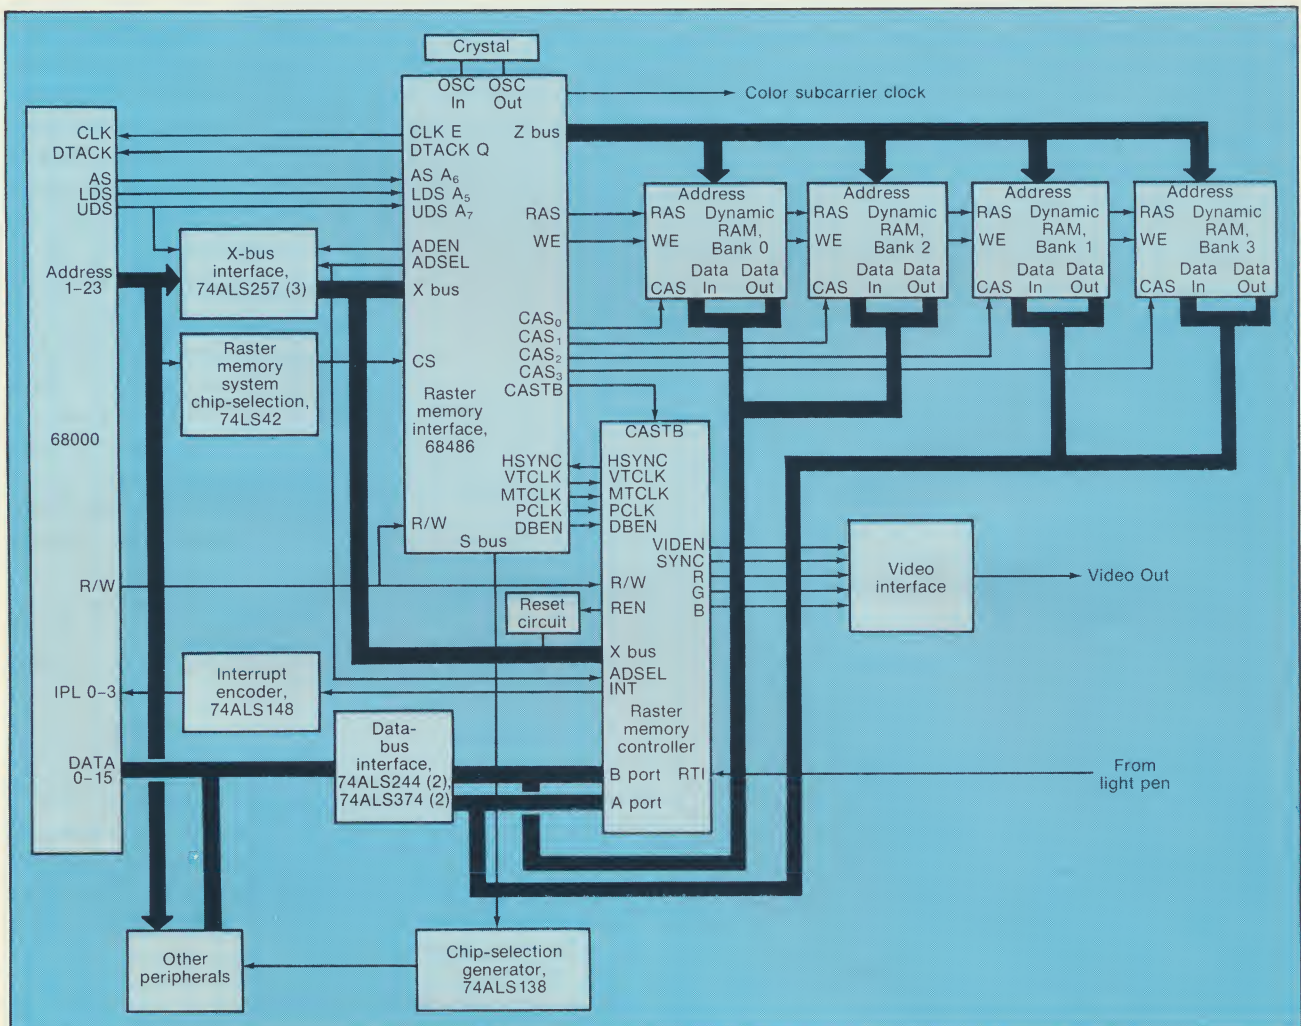 Crystal
OSC In
OSC Out
Color subcarrier clock
CLK
DTACK
AS
LDS
UDS
Address
1-23
68000
R/W
IPL 0-3
DATA
0-15
CLK E
DTACK Q
AS A₆
LDS A₅
UDS A₇
ADEN
ADSEL
X bus
CS
Raster
memory
interface,
68486
R/W
Z bus
RAS
WE
CAS₀
CAS₁
CAS₂
CAS₃
CASTB
HSYNC
VTCLK
MTCLK
PCLK
DBEN
S bus
X-bus
interface,
74ALS257 (3)
Raster
memory
system
chip-selection,
74LS42
Address
RAS
Dynamic
RAM,
WE
Bank 0
Data In
Data Out
CAS
Address
RAS
Dynamic
RAM,
WE
Bank 2
Data In
Data Out
CAS
Address
RAS
Dynamic
RAM,
WE
Bank 1
Data In
Data Out
CAS
Address
RAS
Dynamic
RAM,
WE
Bank 3
Data In
Data Out
CAS
CASTB
HSYNC
VTCLK
MTCLK
PCLK
DBEN
VIDEN
SYNC
R
G
B
R/W
REN
X bus
ADSEL
INT
Raster
memory
controller
B port
RTI
A port
Video
interface
Video Out
Reset
circuit
Interrupt
encoder,
74ALS148
Data-
bus
interface,
74ALS244 (2),
74ALS374 (2)
From
light pen
Other
peripherals
Chip-selection
generator,
74ALS138